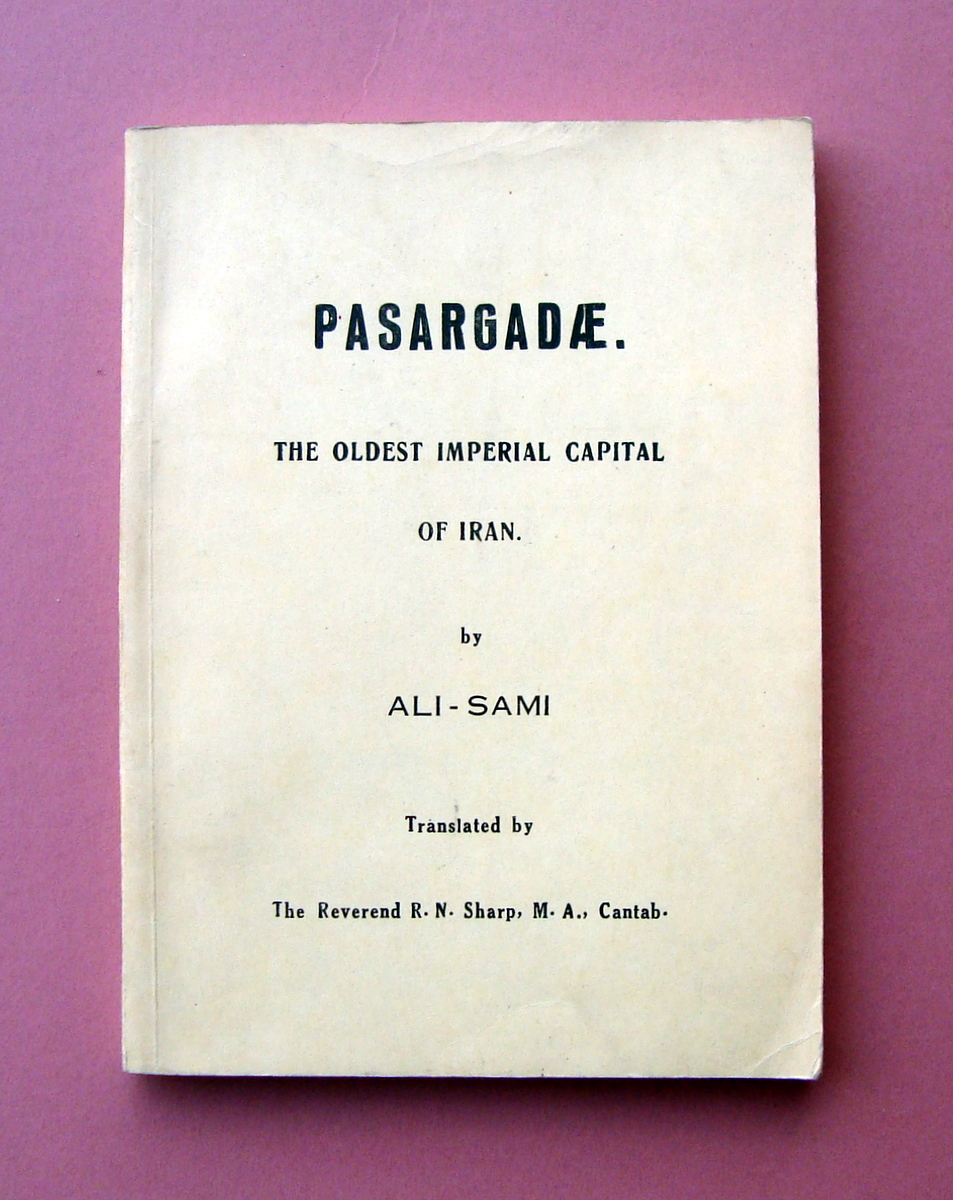 PASARGADÆ.
THE OLDEST IMPERIAL CAPITAL
OF IRAN.
by
ALI - SAMI
Translated by
The Reverend R. N. Sharp, M. A., Cantab.